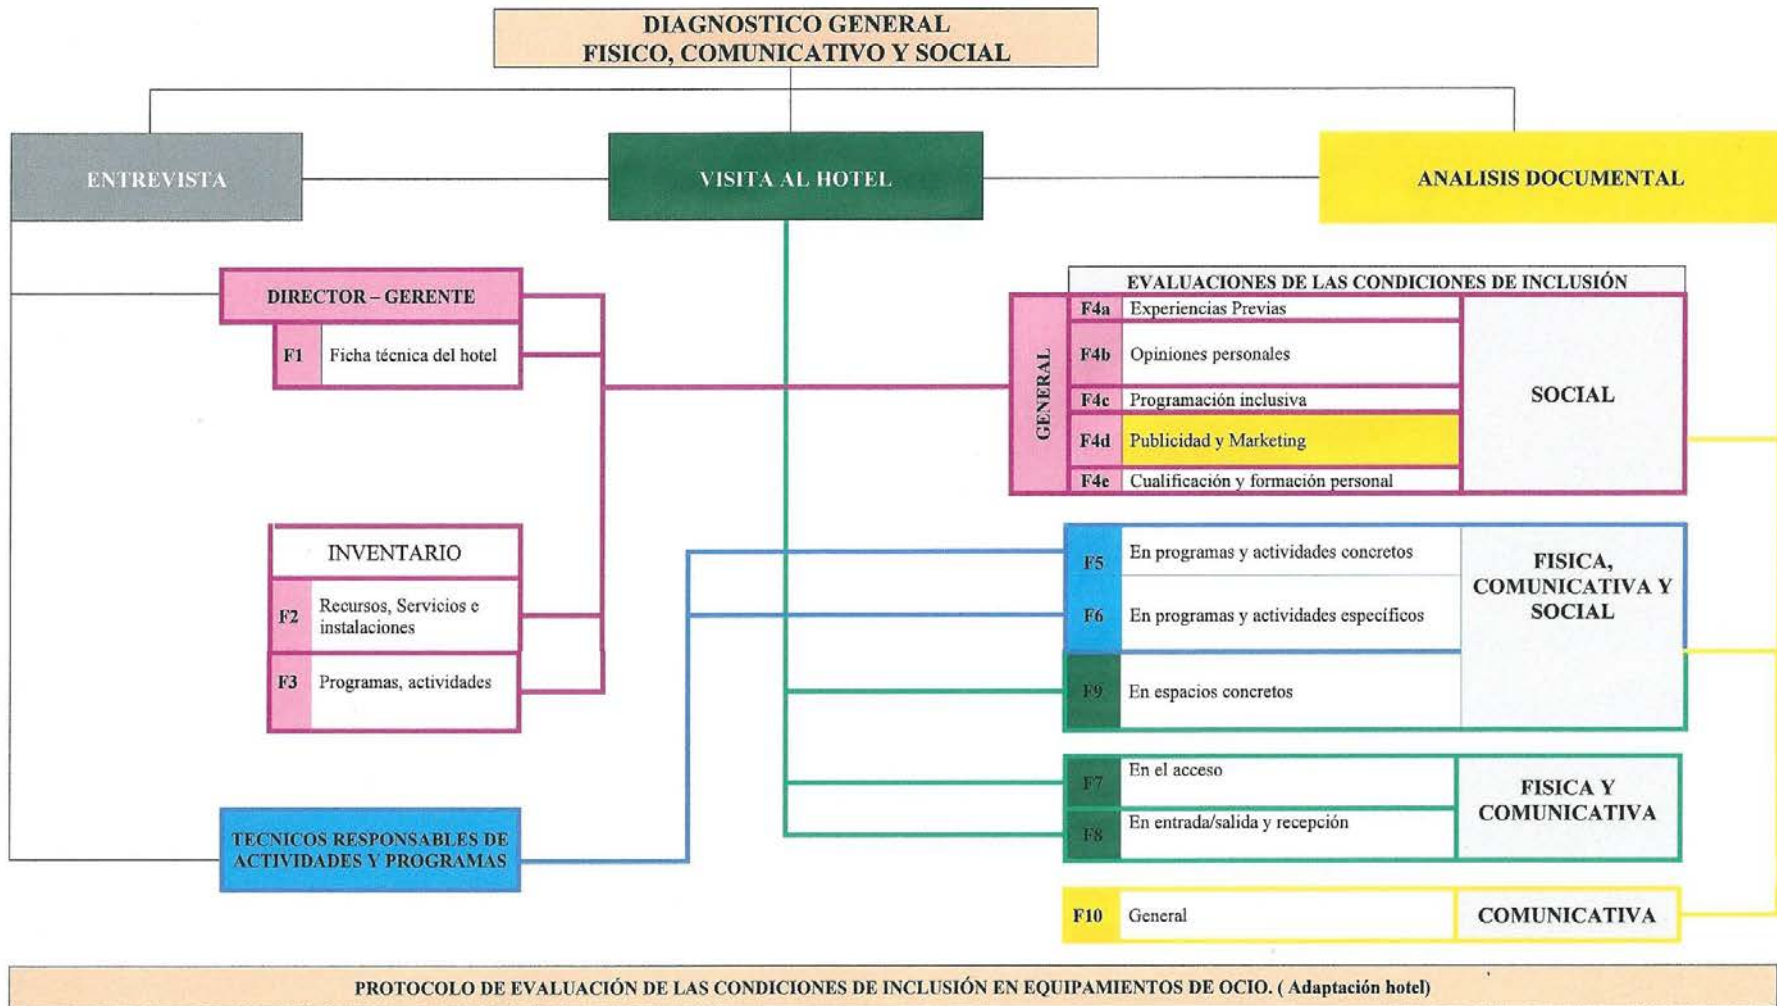 DIAGNOSTICO GENERAL
FISICO, COMUNICATIVO Y SOCIAL
ENTREVISTA
VISITA AL HOTEL
ANALISIS DOCUMENTAL
DIRECTOR – GERENTE
F1 Ficha técnica del hotel
INVENTARIO
F2 Recursos, Servicios e
instalaciones
F3 Programas, actividades
TECNICOS RESPONSABLES DE
ACTIVIDADES Y PROGRAMAS
EVALUACIONES DE LAS CONDICIONES DE INCLUSIÓN
GENERAL
F4a Experiencias Previas
F4b Opiniones personales
F4c Programación inclusiva
F4d Publicidad y Marketing
F4e Cualificación y formación personal
SOCIAL
F5 En programas y actividades concretos
F6 En programas y actividades específicos
F9 En espacios concretos
FISICA,
COMUNICATIVA Y
SOCIAL
F7 En el acceso
F8 En entrada/salida y recepción
FISICA Y
COMUNICATIVA
F10 General
COMUNICATIVA
PROTOCOLO DE EVALUACIÓN DE LAS CONDICIONES DE INCLUSIÓN EN EQUIPAMIENTOS DE OCIO. ( Adaptación hotel)